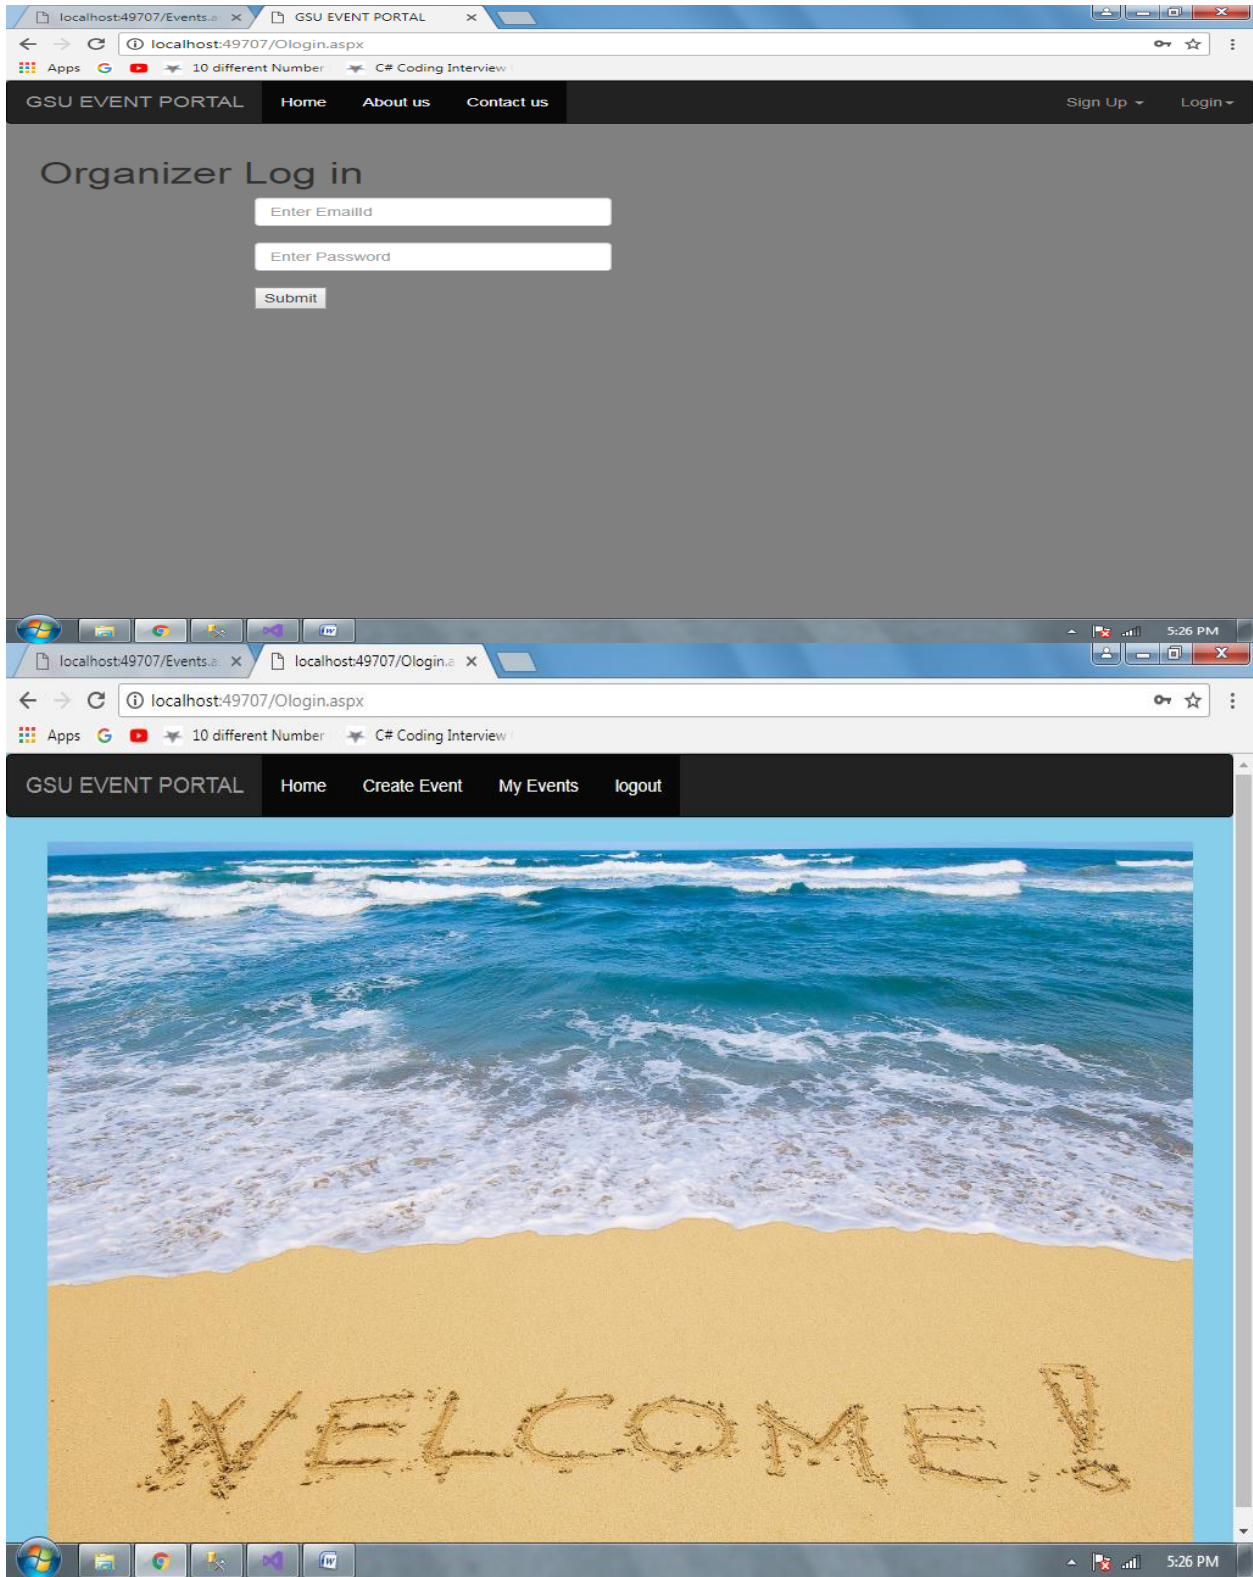 localhost:49707/Events.a
GSU EVENT PORTAL
localhost:49707/Ologin.aspx
Apps
10 different Number
C# Coding Interview
GSU EVENT PORTAL Home About us Contact us Sign Up Login
Organizer Log in
Enter EmailId
Enter Password
Submit
5:26 PM
localhost:49707/Events.a
localhost:49707/Ologin.a
localhost:49707/Ologin.aspx
Apps
10 different Number
C# Coding Interview
GSU EVENT PORTAL Home Create Event My Events logout
WELCOME!
5:26 PM